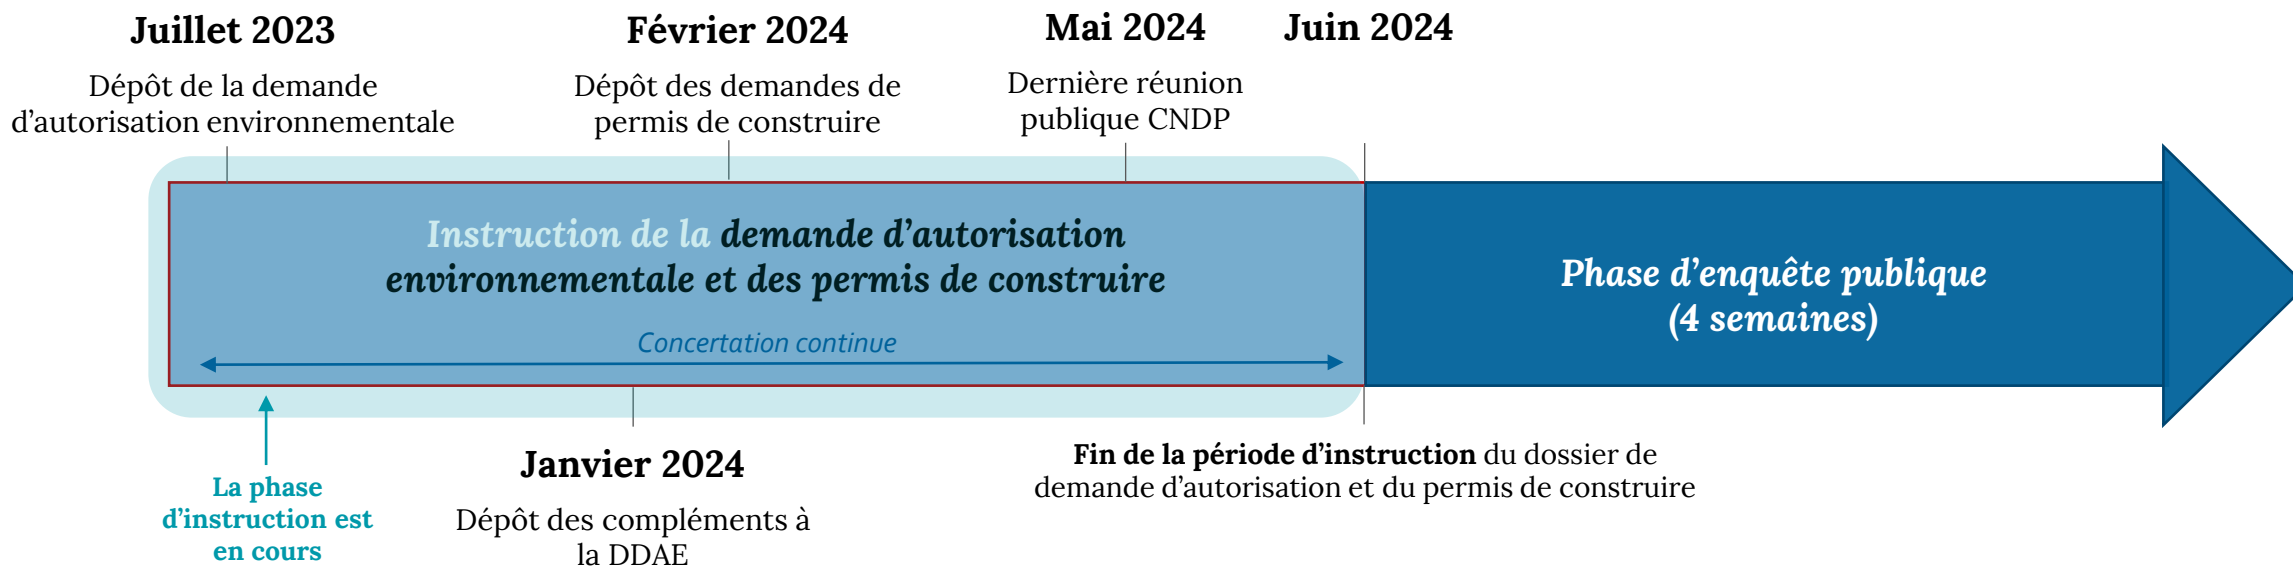 Juillet 2023
Dépôt de la demande
d’autorisation environnementale
Février 2024
Dépôt des demandes de
permis de construire
Mai 2024
Dernière réunion
publique CNDP
Juin 2024
Instruction de la demande d’autorisation
environnementale et des permis de construire
Concertation continue
Phase d’enquête publique
(4 semaines)
La phase
d’instruction est
en cours
Janvier 2024
Dépôt des compléments à
la DDAE
Fin de la période d’instruction du dossier de
demande d’autorisation et du permis de construire